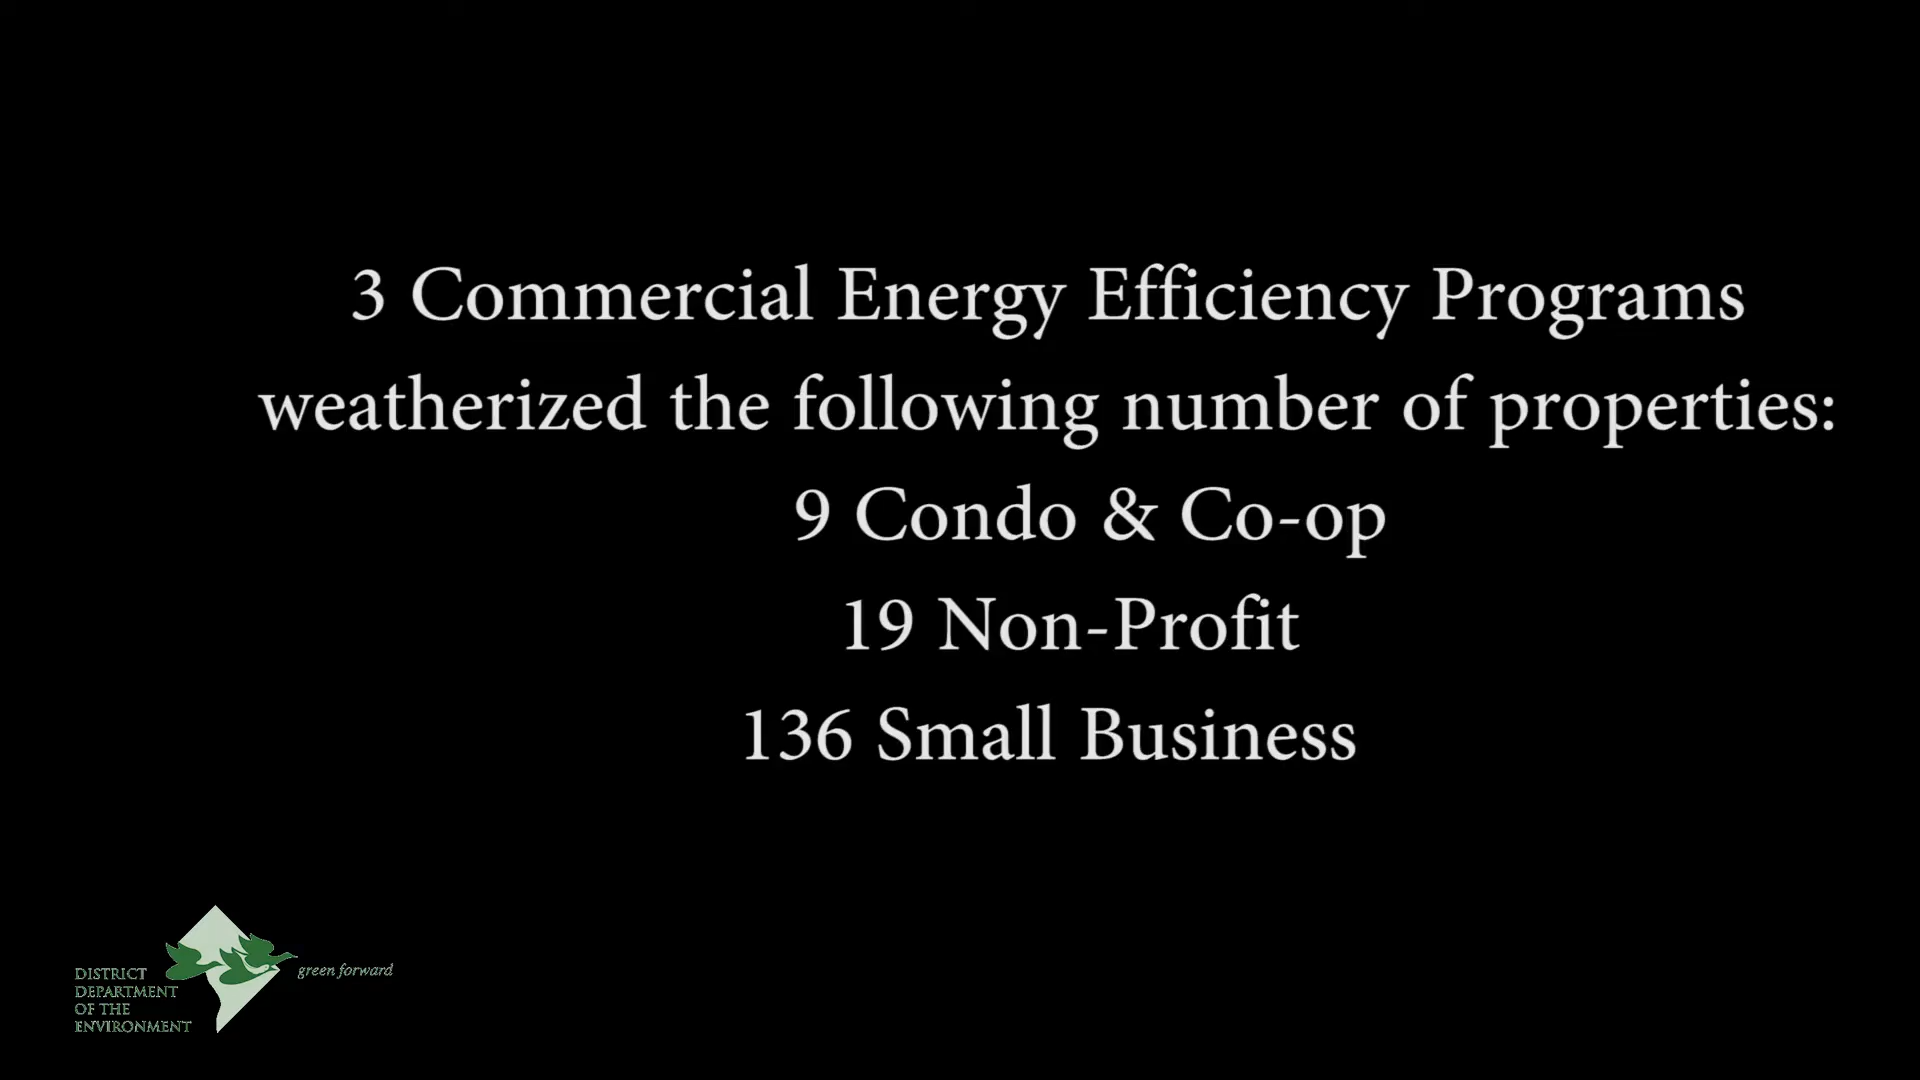 3 Commercial Energy Efficiency Programs
weatherized the following number of properties:
9 Condo & Co-op
19 Non-Profit
136 Small Business
DISTRICT
DEPARTMENT
OF THE
ENVIRONMENT
green forward